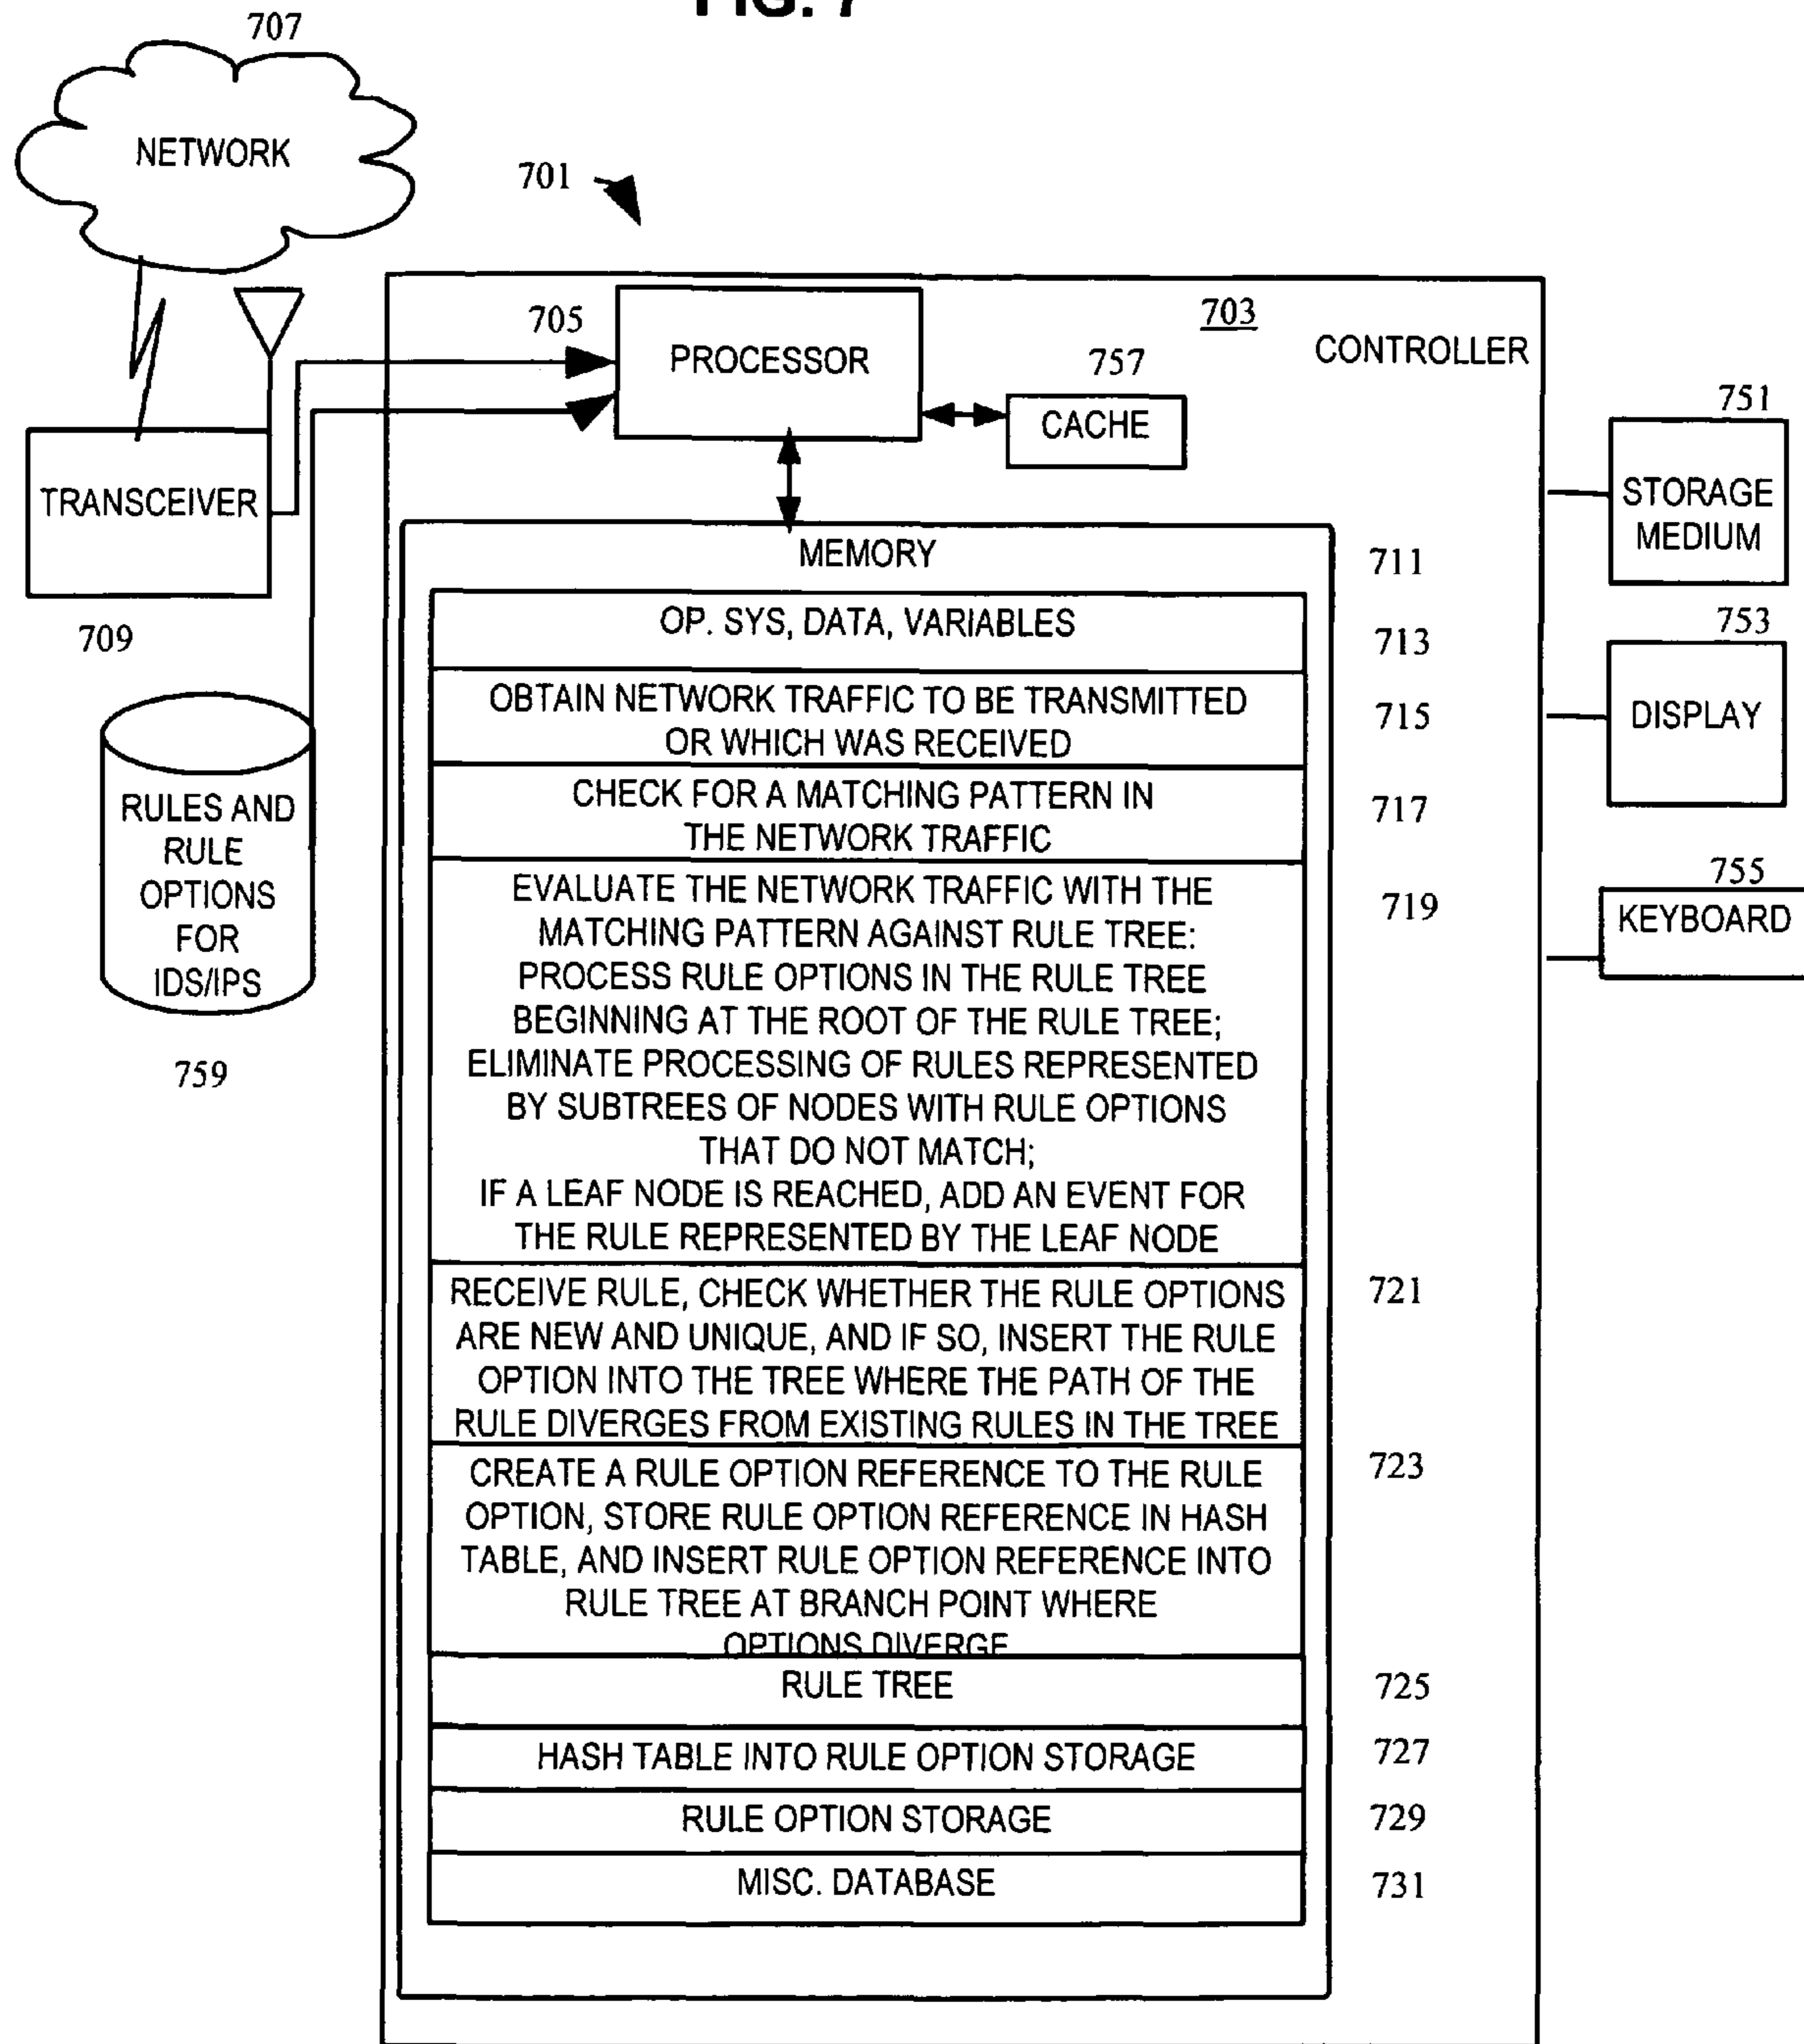 FIG. 7
707
NETWORK
701
705
PROCESSOR
703
CONTROLLER
757
CACHE
751
STORAGE
MEDIUM
TRANSCEIVER
709
MEMORY
711
OP. SYS, DATA, VARIABLES
713
753
DISPLAY
OBTAIN NETWORK TRAFFIC TO BE TRANSMITTED
OR WHICH WAS RECEIVED
715
CHECK FOR A MATCHING PATTERN IN
THE NETWORK TRAFFIC
717
RULES AND
RULE
OPTIONS
FOR
IDS/IPS
759
755
KEYBOARD
EVALUATE THE NETWORK TRAFFIC WITH THE
MATCHING PATTERN AGAINST RULE TREE:
PROCESS RULE OPTIONS IN THE RULE TREE
BEGINNING AT THE ROOT OF THE RULE TREE;
ELIMINATE PROCESSING OF RULES REPRESENTED
BY SUBTREES OF NODES WITH RULE OPTIONS
THAT DO NOT MATCH;
IF A LEAF NODE IS REACHED, ADD AN EVENT FOR
THE RULE REPRESENTED BY THE LEAF NODE
719
RECEIVE RULE, CHECK WHETHER THE RULE OPTIONS
ARE NEW AND UNIQUE, AND IF SO, INSERT THE RULE
OPTION INTO THE TREE WHERE THE PATH OF THE
RULE DIVERGES FROM EXISTING RULES IN THE TREE
721
CREATE A RULE OPTION REFERENCE TO THE RULE
OPTION, STORE RULE OPTION REFERENCE IN HASH
TABLE, AND INSERT RULE OPTION REFERENCE INTO
RULE TREE AT BRANCH POINT WHERE
OPTIONS DIVERGE
723
RULE TREE
725
HASH TABLE INTO RULE OPTION STORAGE
727
RULE OPTION STORAGE
729
MISC. DATABASE
731